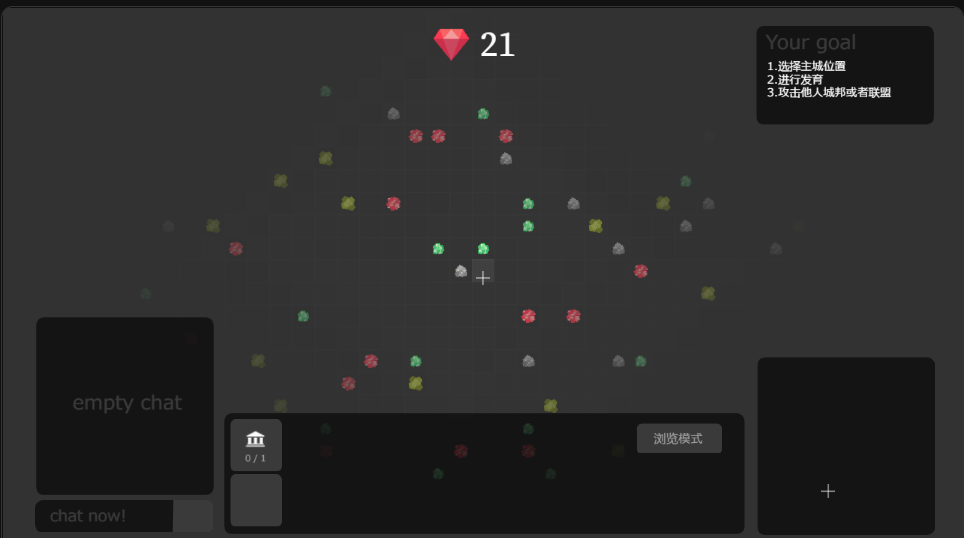 21
Your goal
1.选择主城位置
2.进行发育
3.攻击他人城邦或者联盟
empty chat
chat now!
0 / 1
浏览模式